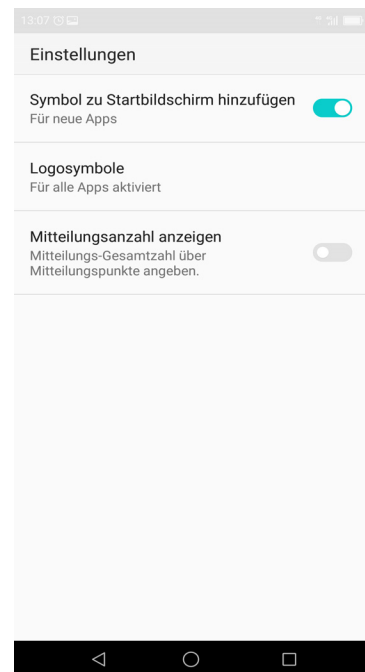 13:07
Einstellungen
Symbol zu Startbildschirm hinzufügen
Für neue Apps
Logosymbole
Für alle Apps aktiviert
Mitteilungsanzahl anzeigen
Mitteilungs-Gesamtzahl über
Mitteilungspunkte angeben.